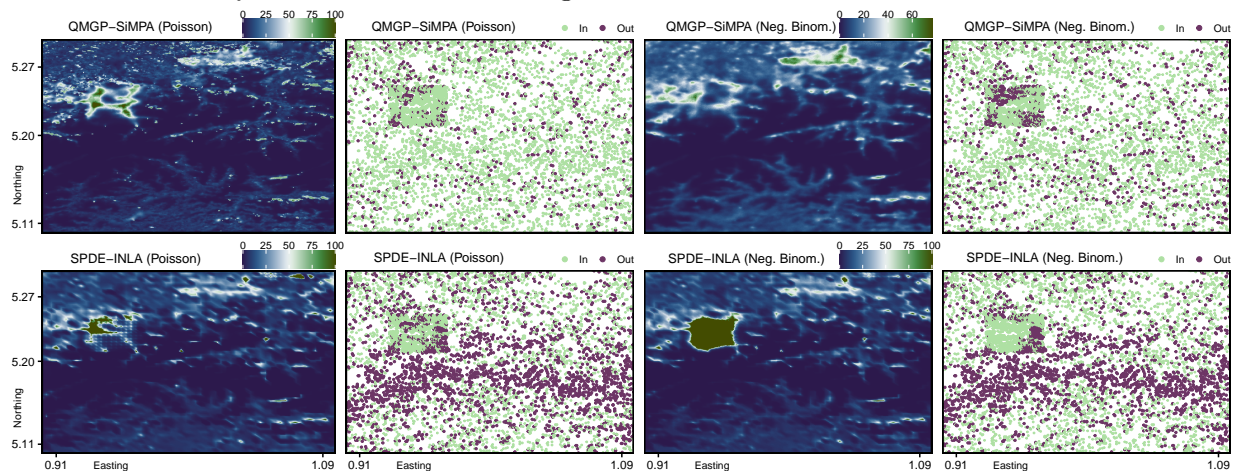 0 25 50 75 100
QMGP−SiMPA (Poisson)
QMGP−SiMPA (Poisson) In Out
0 20 40 60
QMGP−SiMPA (Neg. Binom.)
QMGP−SiMPA (Neg. Binom.) In Out
5.27
5.20
5.11
Northing
0 25 50 75 100
SPDE−INLA (Poisson)
SPDE−INLA (Poisson) In Out
0 25 50 75 100
SPDE−INLA (Neg. Binom.)
SPDE−INLA (Neg. Binom.) In Out
5.27
5.20
5.11
Northing
0.91 Easting 1.09
0.91 Easting 1.09
0.91 Easting 1.09
0.91 Easting 1.09